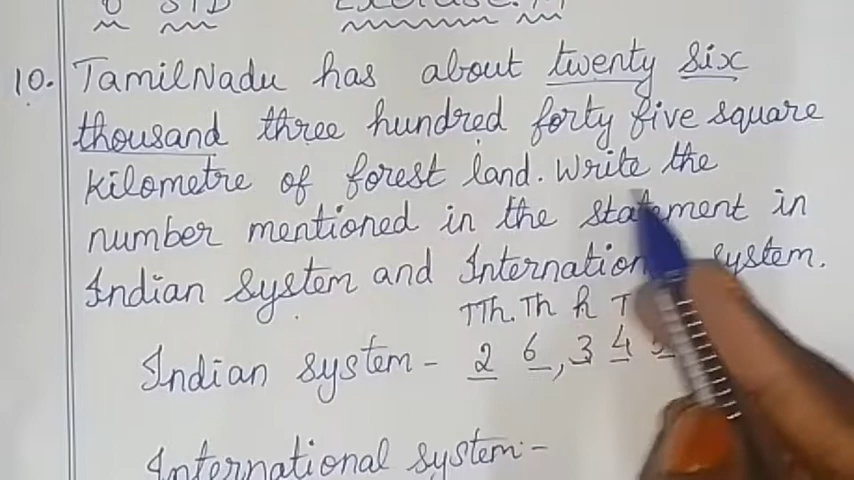 10. TamilNadu has about twenty six
thousand three hundred forty five square
kilometre of forest land. Write the
number mentioned in the statement in
Indian system and International system.
TTh. Th h T
Indian system - 2 6, 3 4 5
International system:-